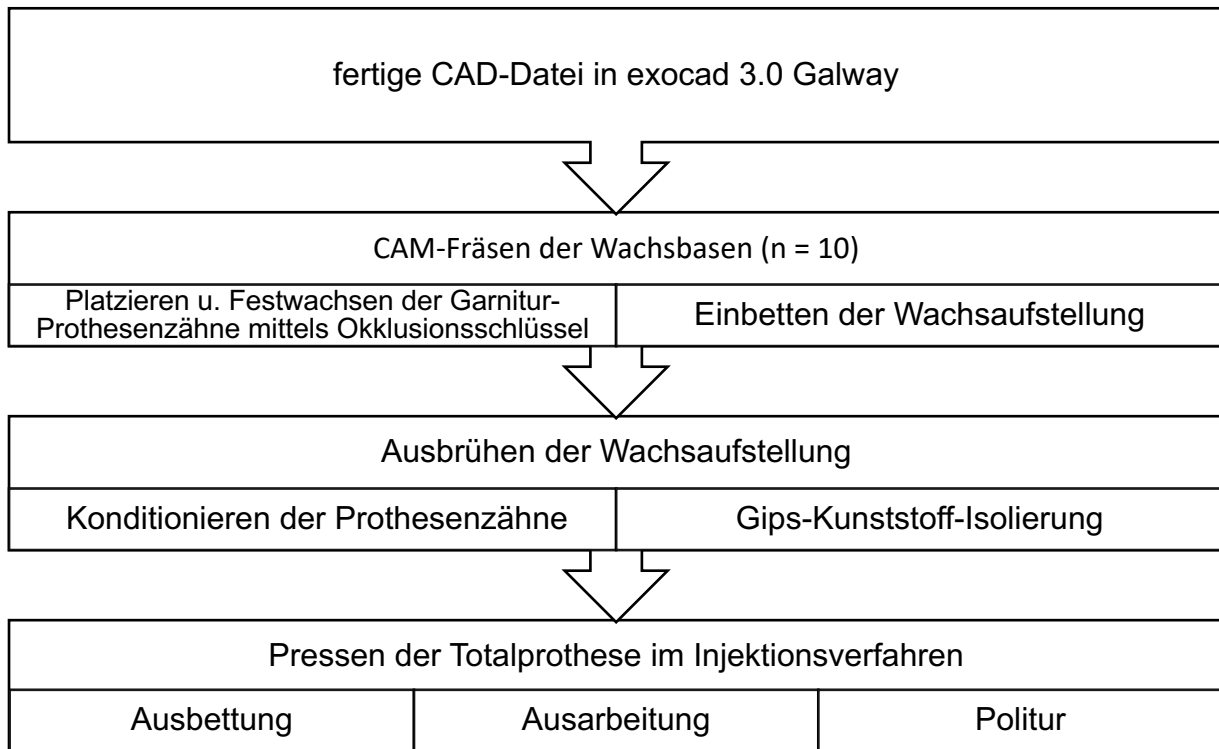 fertige CAD-Datei in exocad 3.0 Galway
CAM-Fräsen der Wachsbasen (n = 10)
Platzieren u. Festwachsen der Garnitur-
Prothesenzähne mittels Okklusionsschlüssel
Einbetten der Wachsaufstellung
Ausbrühen der Wachsaufstellung
Konditionieren der Prothesenzähne
Gips-Kunststoff-Isolierung
Pressen der Totalprothese im Injektionsverfahren
Ausbettung
Ausarbeitung
Politur